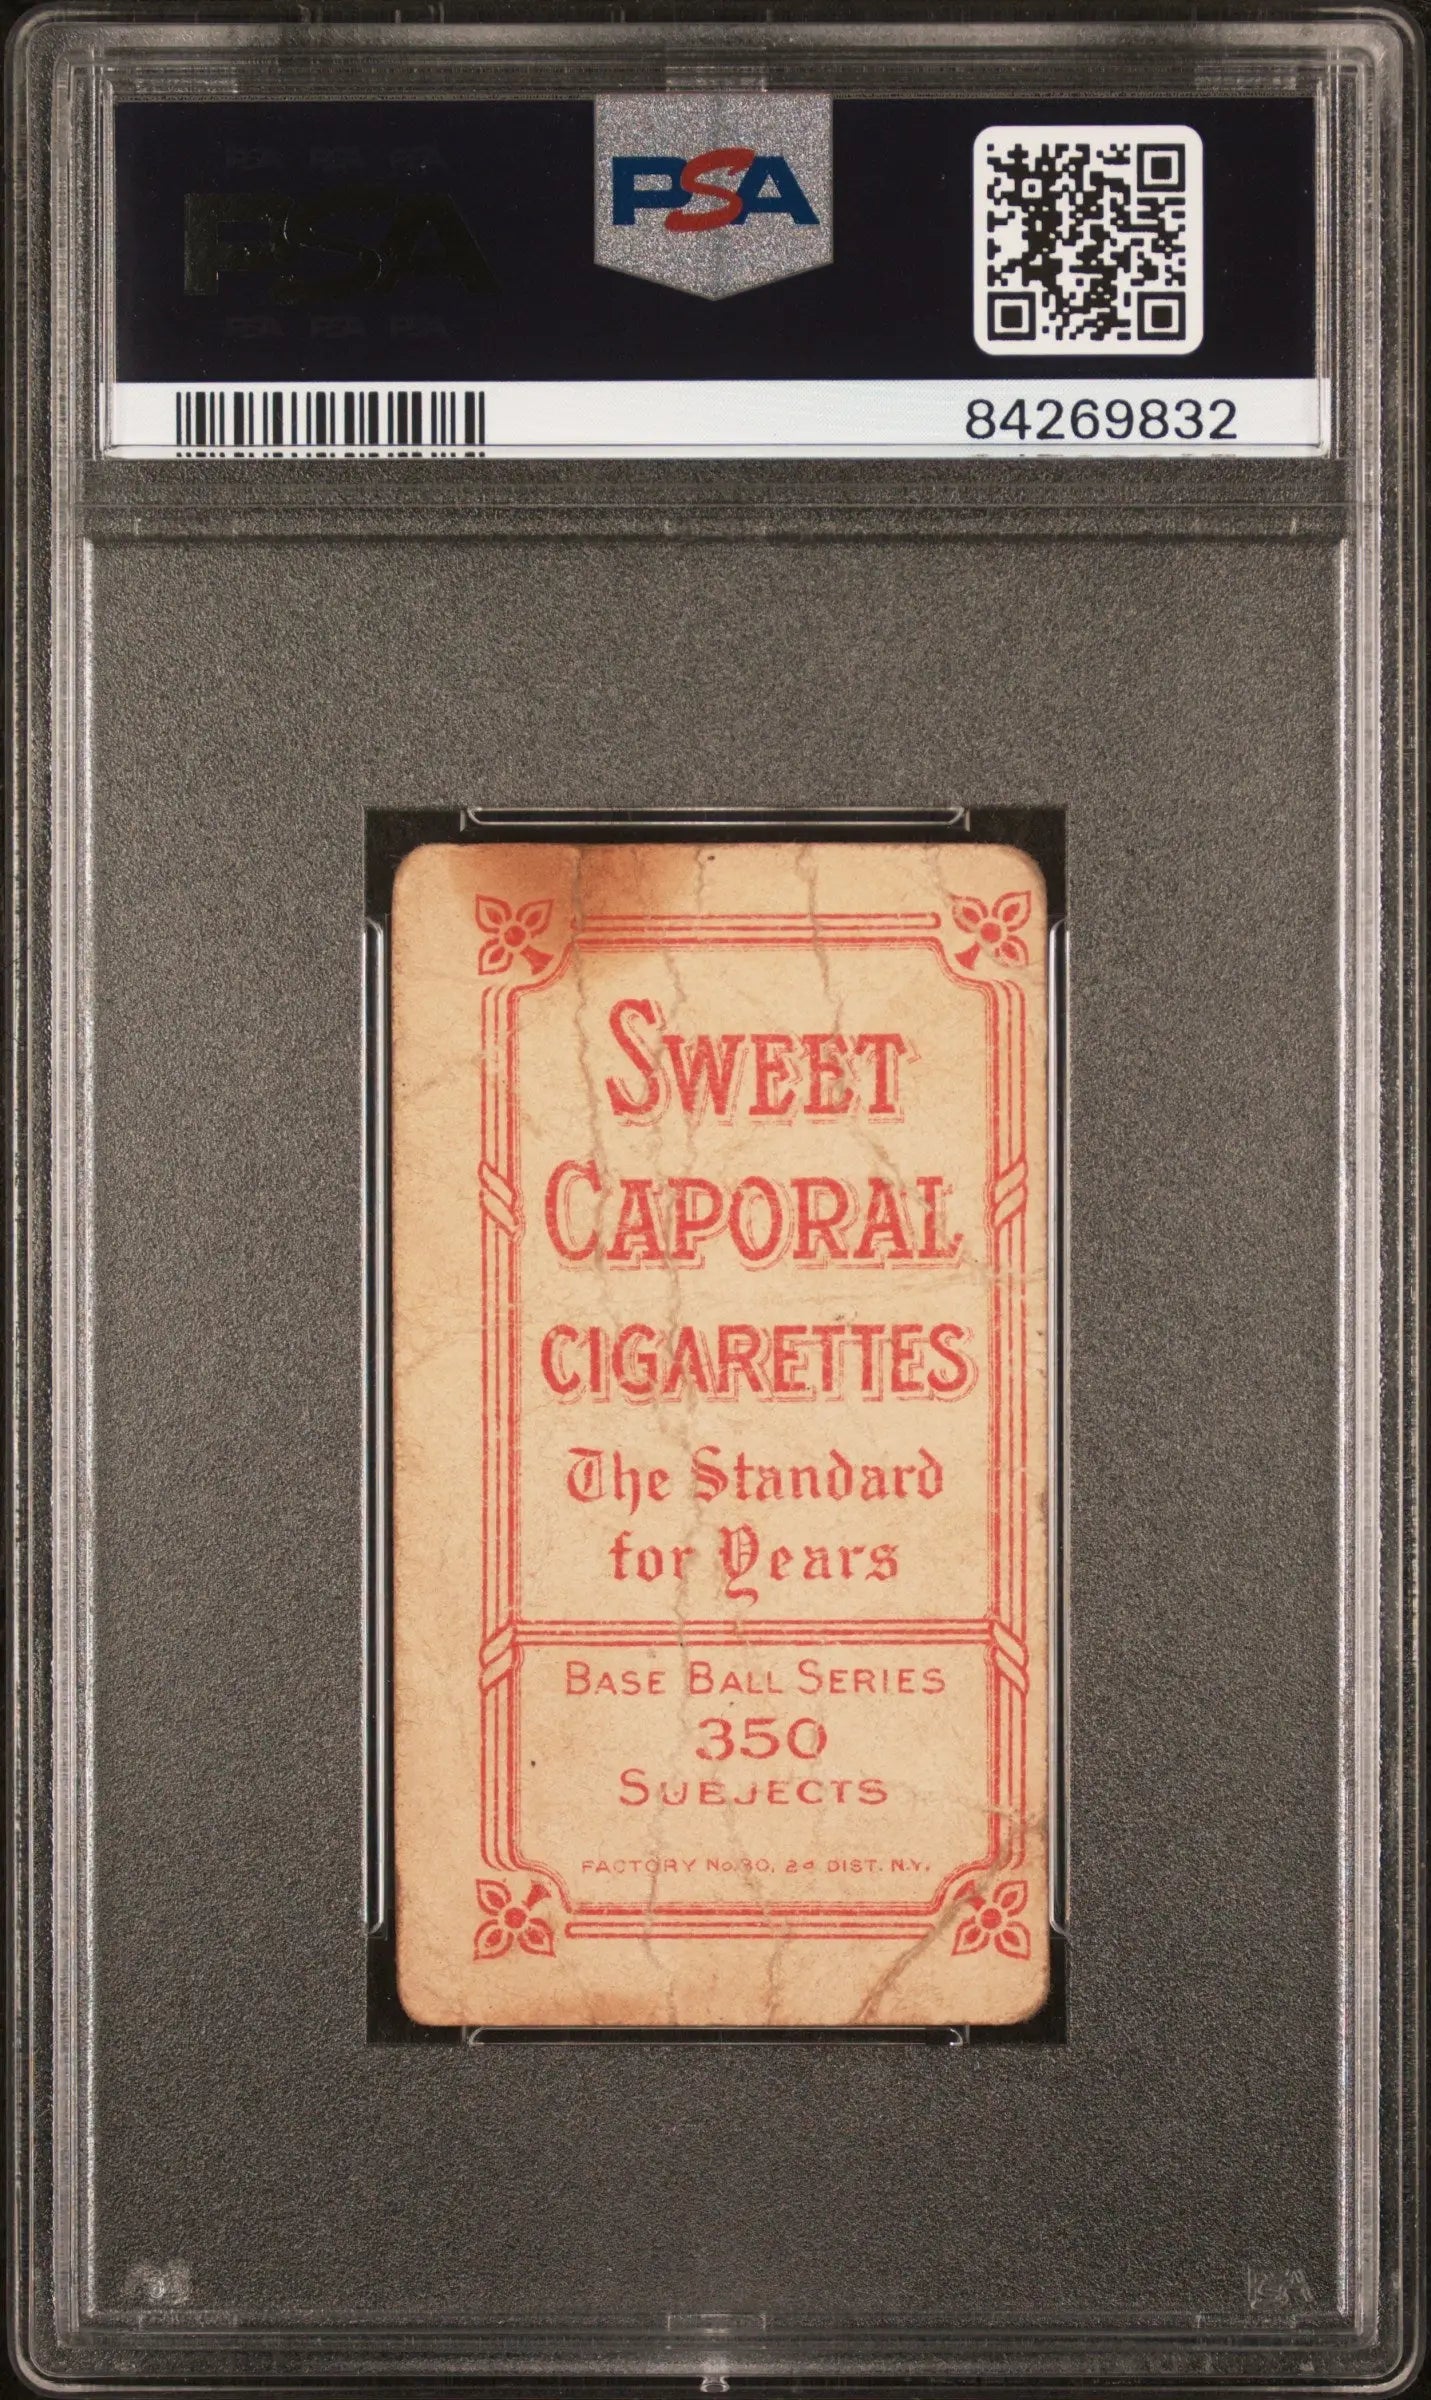 PSA
84269832
SWEET
CAPORAL
CIGARETTES
The Standard
for Years
BASE BALL SERIES
350
SUBJECTS
FACTORY No. 30, 2d DIST. N.Y.